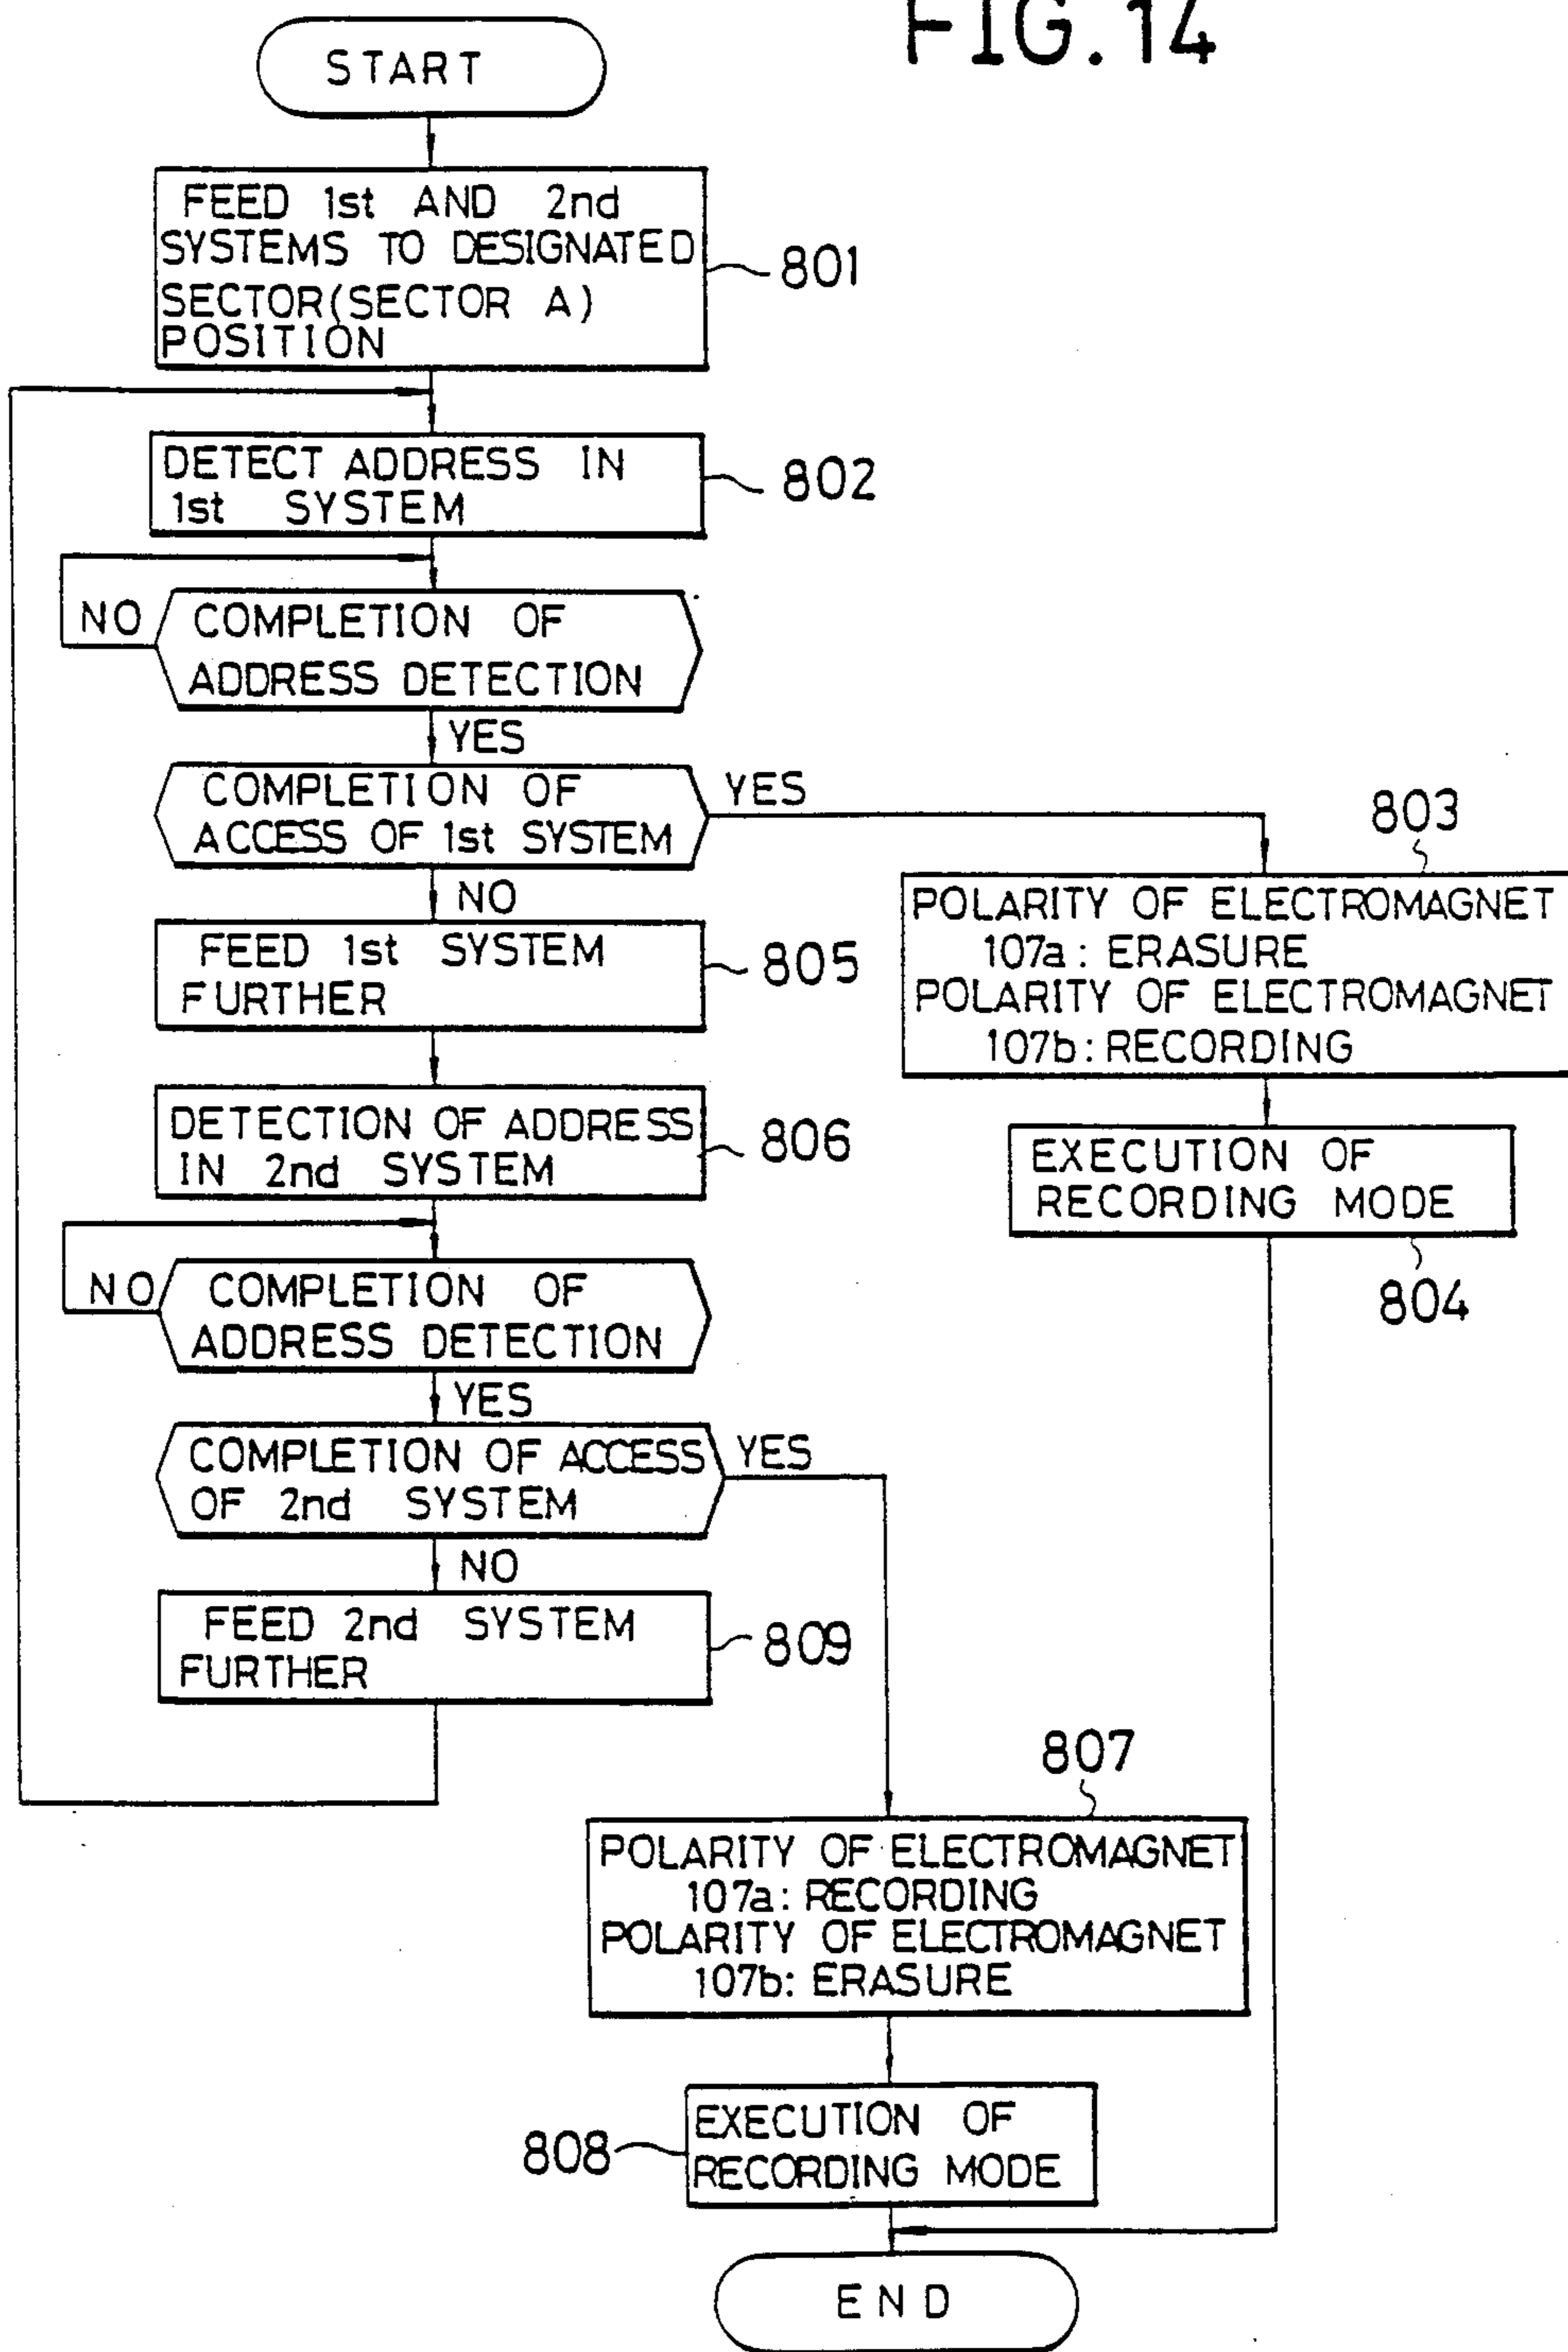 FIG.14
START
FEED 1st AND 2nd
SYSTEMS TO DESIGNATED
SECTOR(SECTOR A)
POSITION
801
DETECT ADDRESS IN
1st SYSTEM
802
NO
COMPLETION OF
ADDRESS DETECTION
YES
COMPLETION OF
ACCESS OF 1st SYSTEM
YES
NO
803
POLARITY OF ELECTROMAGNET
107a: ERASURE
POLARITY OF ELECTROMAGNET
107b: RECORDING
FEED 1st SYSTEM
FURTHER
805
EXECUTION OF
RECORDING MODE
804
DETECTION OF ADDRESS
IN 2nd SYSTEM
806
NO
COMPLETION OF
ADDRESS DETECTION
YES
COMPLETION OF ACCESS
OF 2nd SYSTEM
YES
NO
FEED 2nd SYSTEM
FURTHER
809
807
POLARITY OF ELECTROMAGNET
107a: RECORDING
POLARITY OF ELECTROMAGNET
107b: ERASURE
808
EXECUTION OF
RECORDING MODE
END